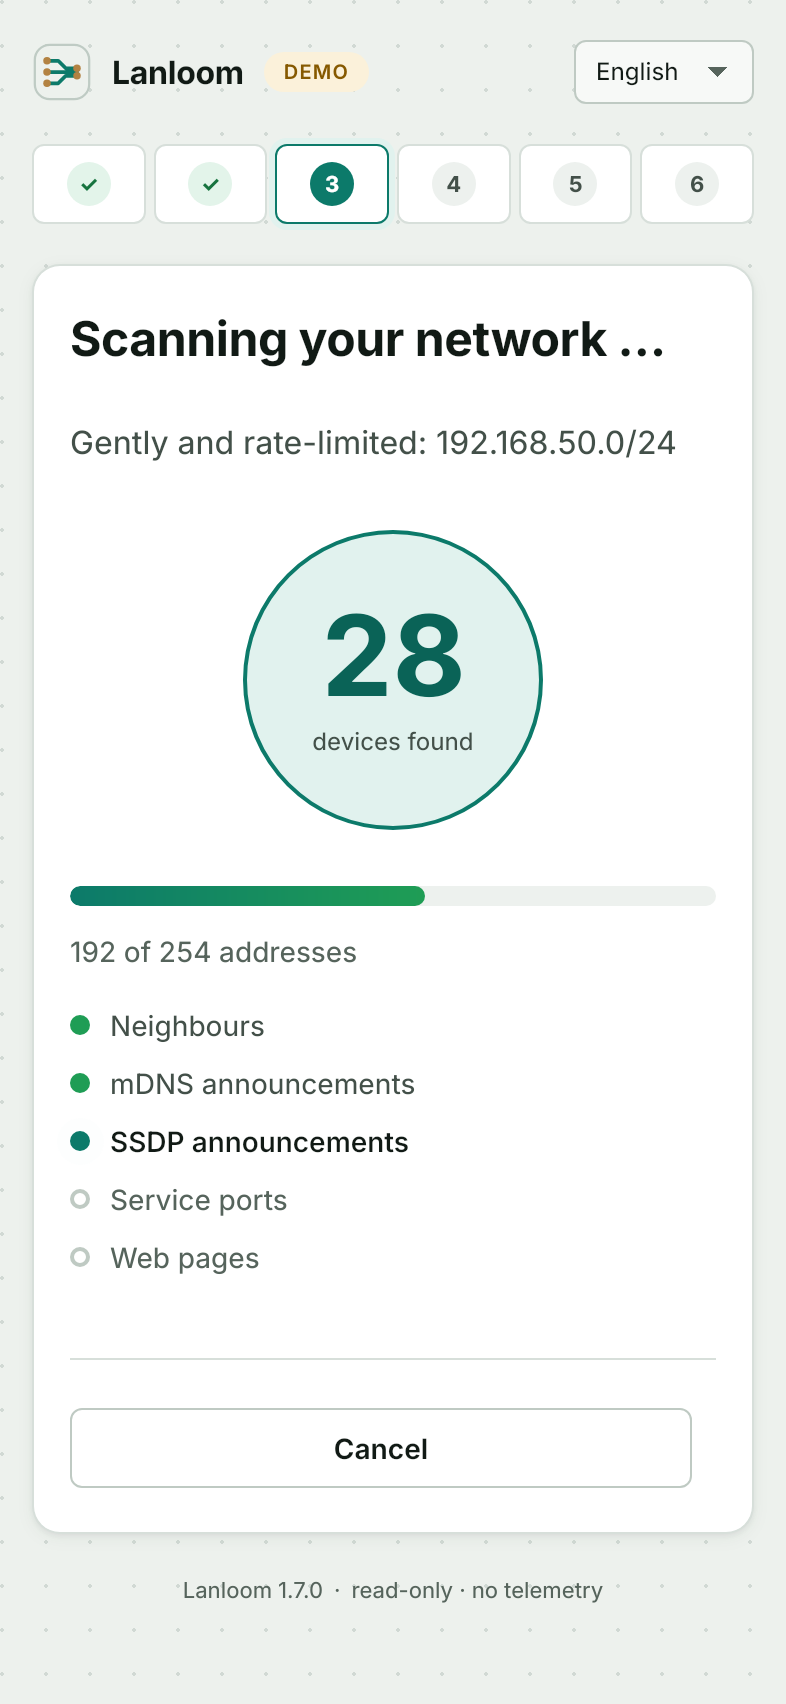 Lanloom
DEMO
English
3
4
5
6
Scanning your network ...
Gently and rate-limited: 192.168.50.0/24
28
devices found
192 of 254 addresses
Neighbours
mDNS announcements
SSDP announcements
Service ports
Web pages
Cancel
Lanloom 1.7.0 · read-only · no telemetry